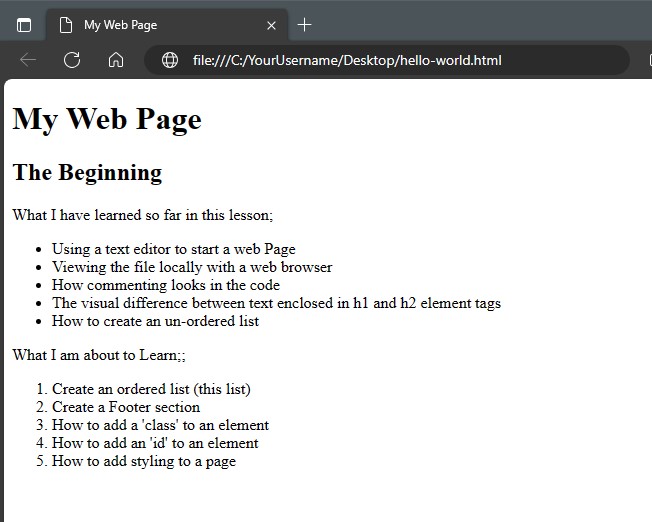 My Web Page
file:///C:/YourUsername/Desktop/hello-world.html
My Web Page
The Beginning
What I have learned so far in this lesson;
• Using a text editor to start a web Page
• Viewing the file locally with a web browser
• How commenting looks in the code
• The visual difference between text enclosed in h1 and h2 element tags
• How to create an un-ordered list
What I am about to Learn;;
1. Create an ordered list (this list)
2. Create a Footer section
3. How to add a 'class' to an element
4. How to add an 'id' to an element
5. How to add styling to a page